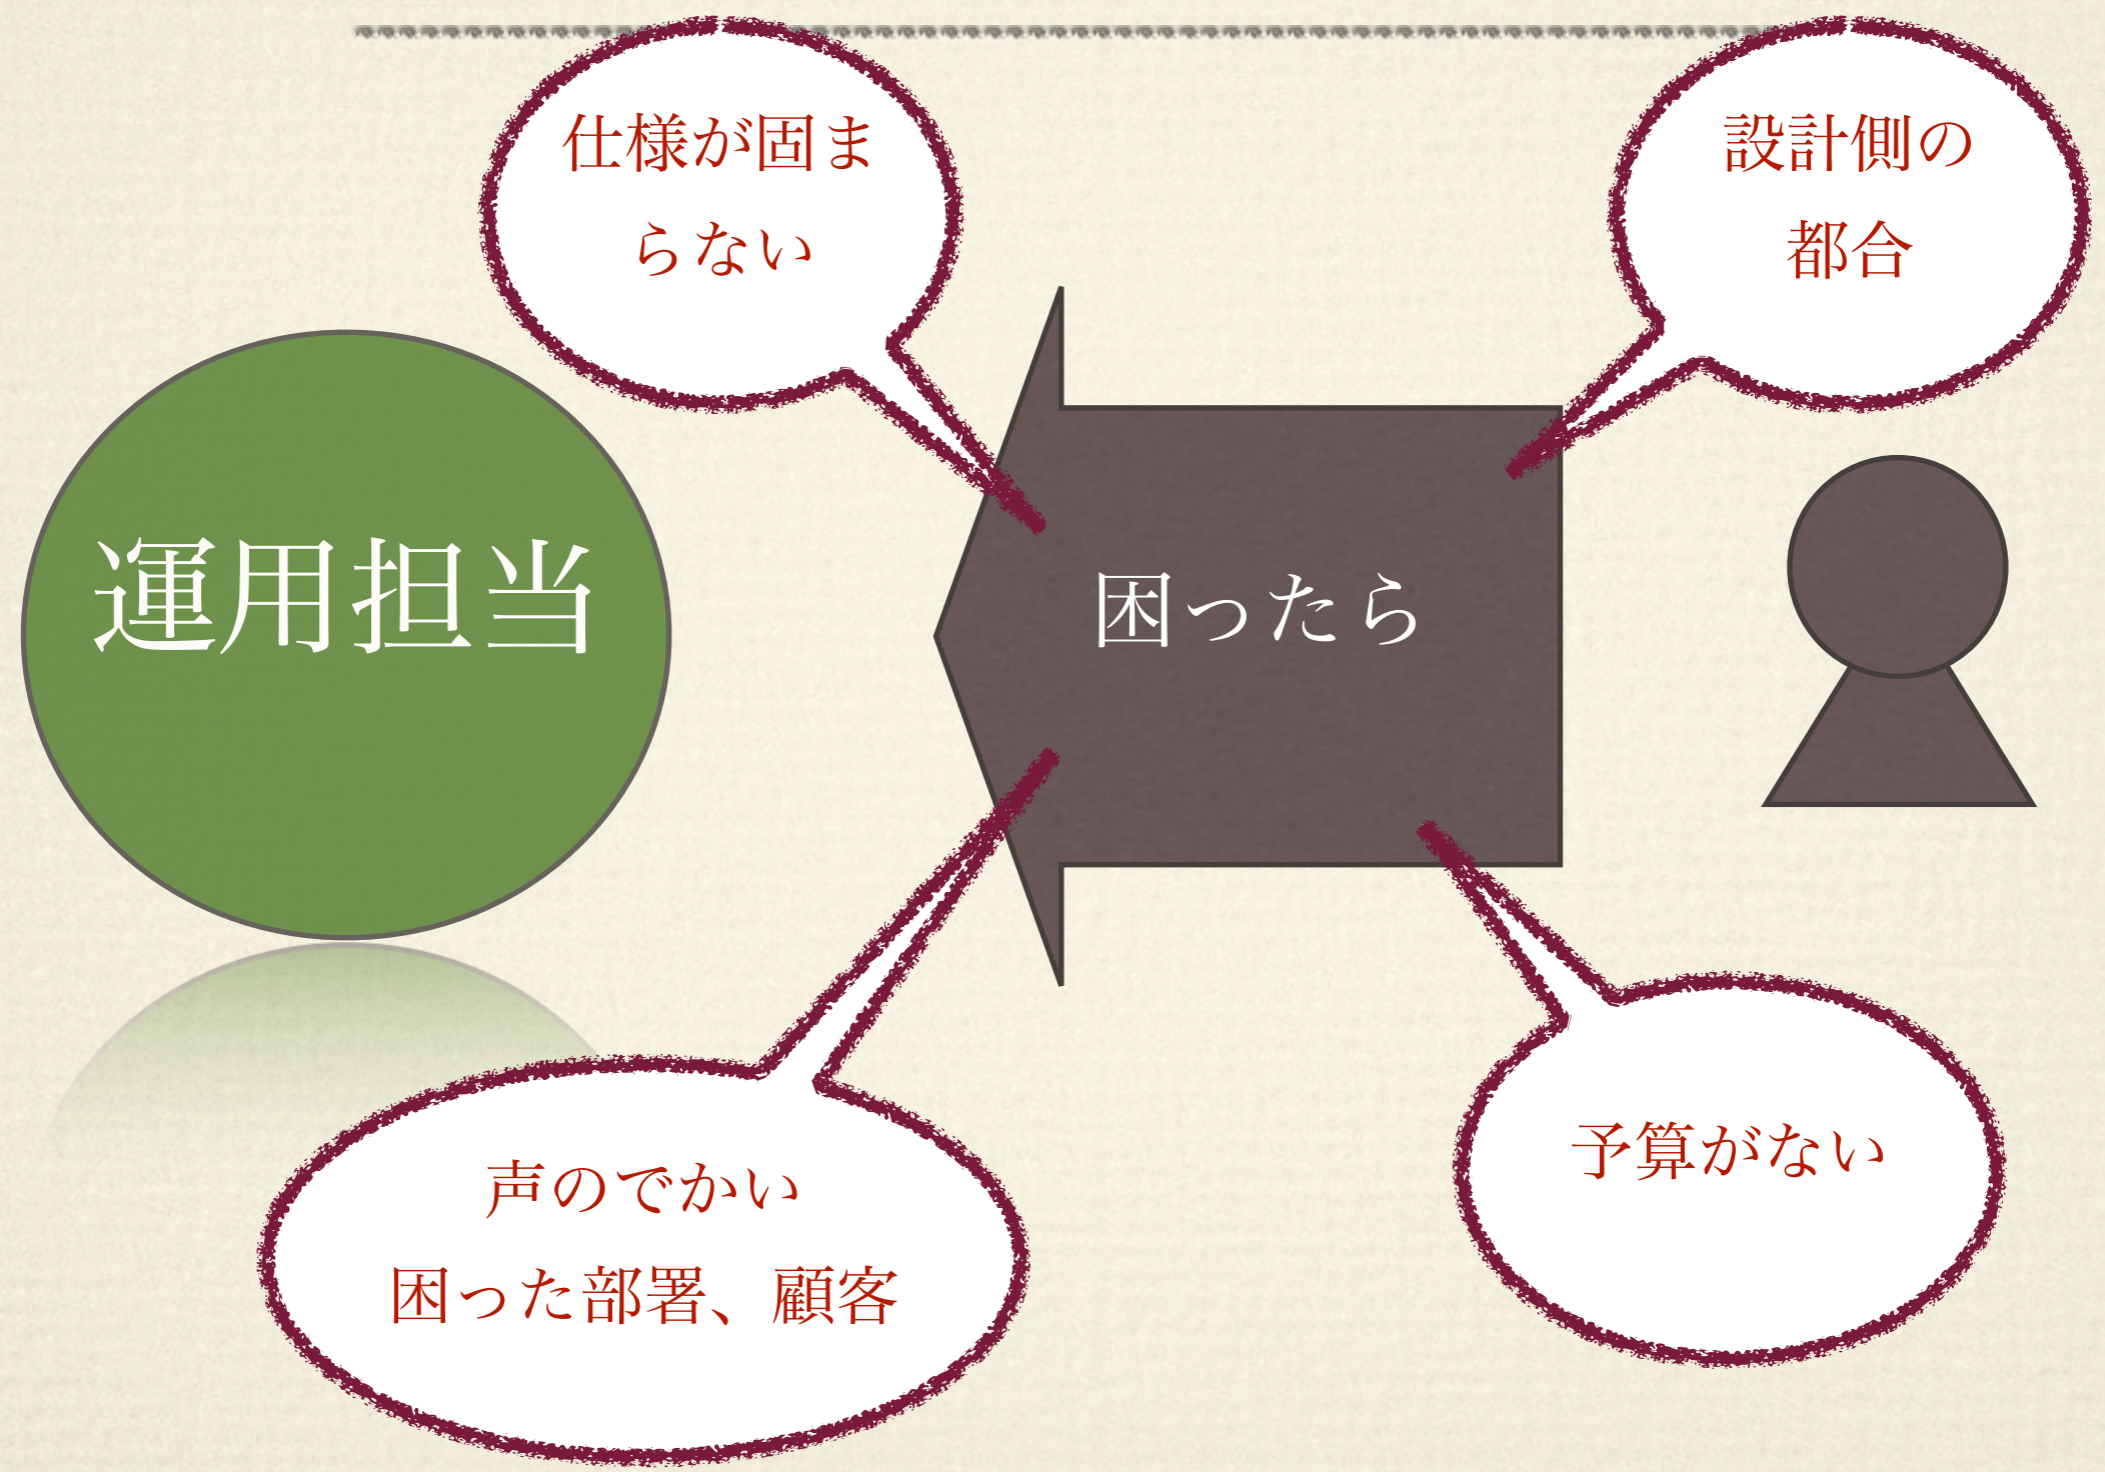 仕様が固ま
らない
設計側の
都合
運用担当
困ったら
声のでかい
困った部署、顧客
予算がない